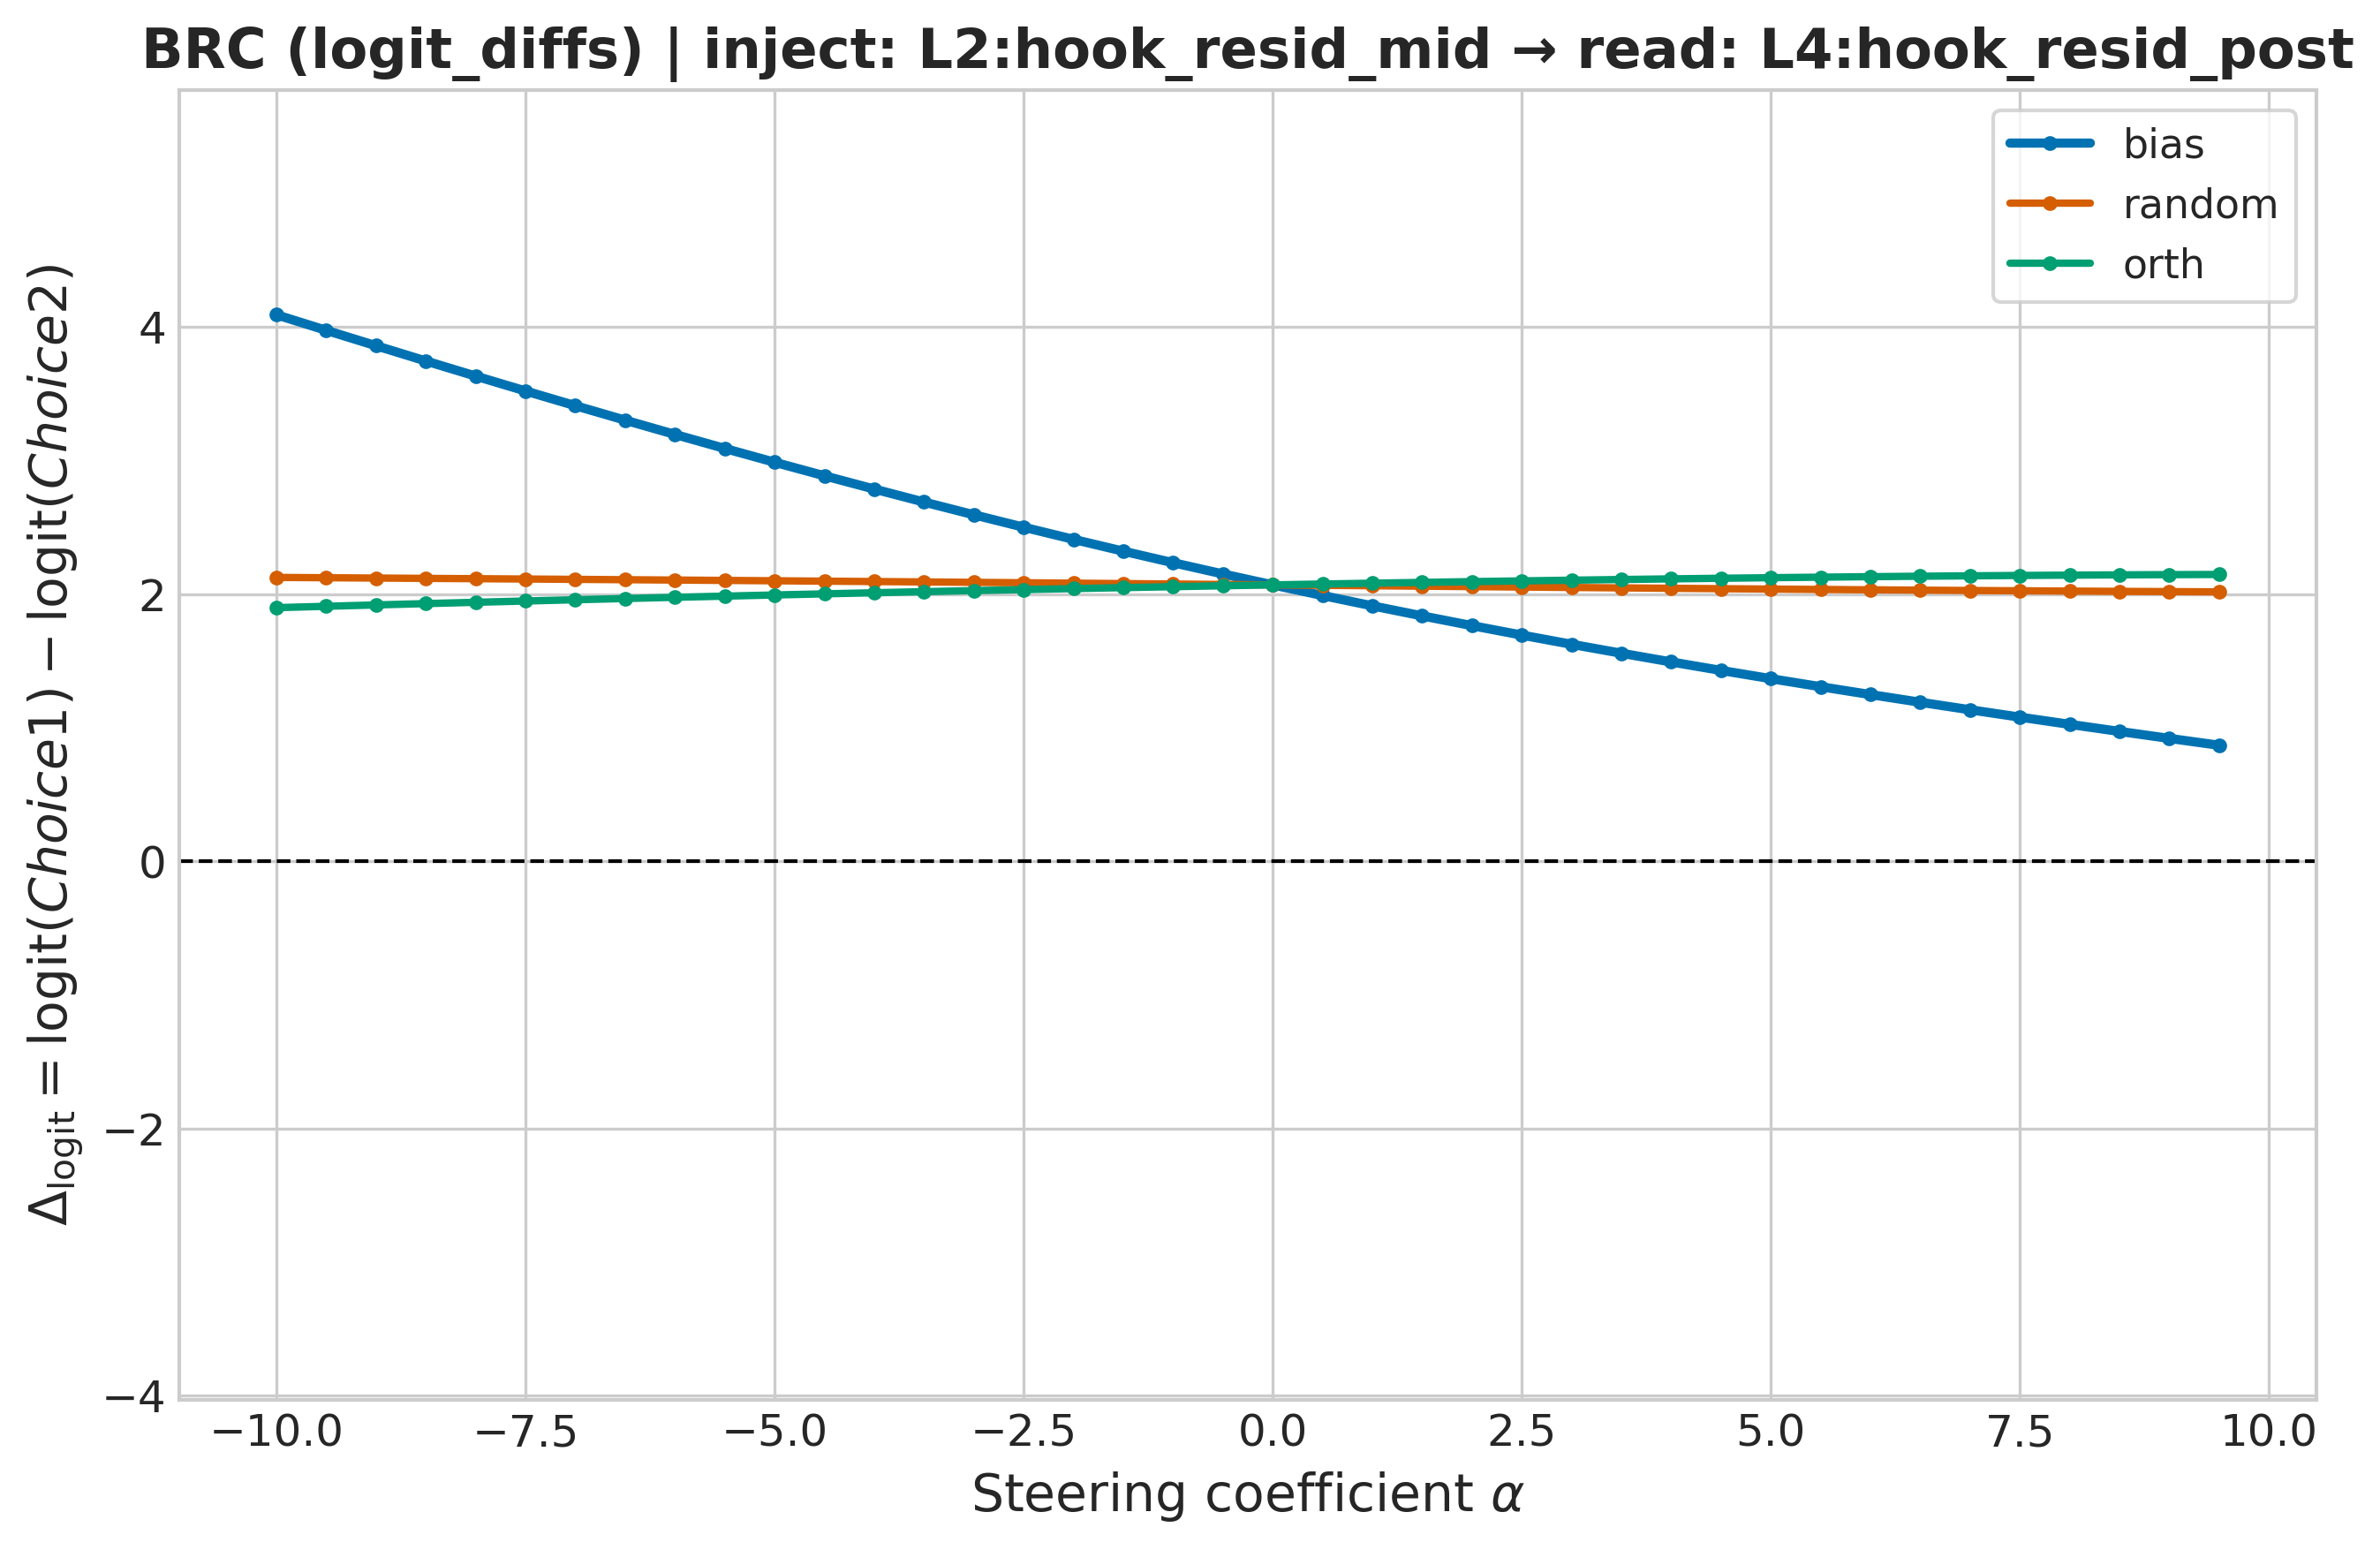 BRC (logit_diffs) | inject: L2:hook_resid_mid → read: L4:hook_resid_post
bias
random
orth
Δlogit = logit(Choice1) − logit(Choice2)
4
2
0
−2
−4
−10.0 −7.5 −5.0 −2.5 0.0 2.5 5.0 7.5 10.0
Steering coefficient α